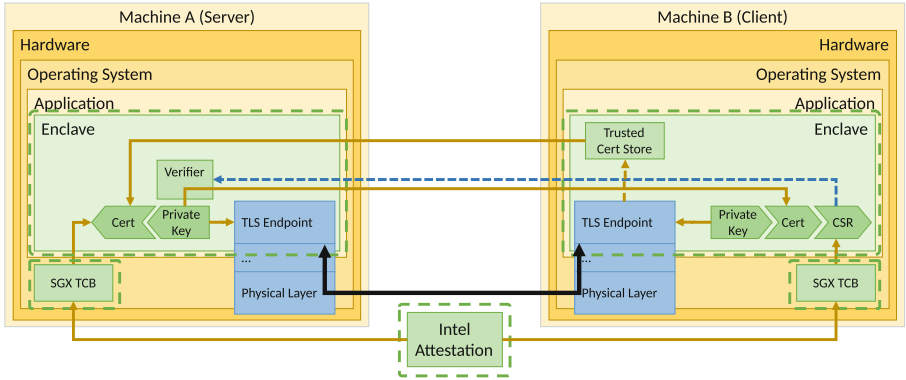 Machine A (Server)
Hardware
Operating System
Application
Enclave
Verifier
Cert
Private
Key
TLS Endpoint
...
Physical Layer
SGX TCB
Machine B (Client)
Hardware
Operating System
Application
Enclave
Trusted
Cert Store
TLS Endpoint
...
Physical Layer
Private
Key
Cert
CSR
SGX TCB
Intel
Attestation